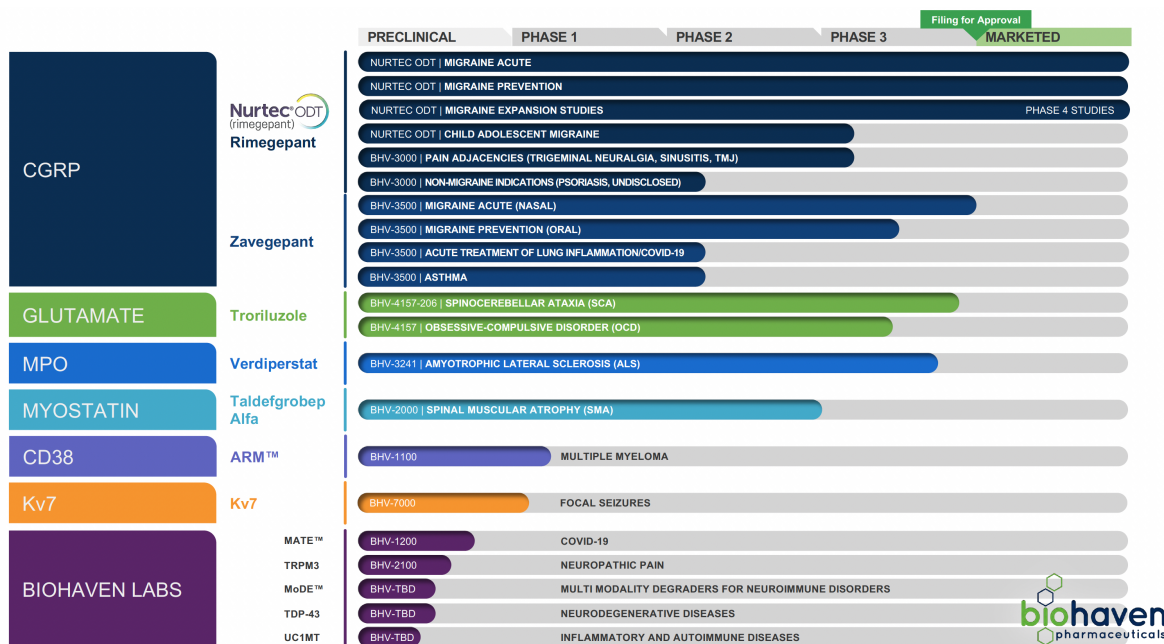 Filing for Approval
PRECLINICAL PHASE 1 PHASE 2 PHASE 3 MARKETED
CGRP
Nurtec® ODT
(rimegepant)
Rimegepant
NURTEC ODT | MIGRAINE ACUTE
NURTEC ODT | MIGRAINE PREVENTION
NURTEC ODT | MIGRAINE EXPANSION STUDIES PHASE 4 STUDIES
NURTEC ODT | CHILD ADOLESCENT MIGRAINE
BHV-3000 | PAIN ADJACENCIES (TRIGEMINAL NEURALGIA, SINUSITIS, TMJ)
BHV-3000 | NON-MIGRAINE INDICATIONS (PSORIASIS, UNDISCLOSED)
Zavegepant
BHV-3500 | MIGRAINE ACUTE (NASAL)
BHV-3500 | MIGRAINE PREVENTION (ORAL)
BHV-3500 | ACUTE TREATMENT OF LUNG INFLAMMATION/COVID-19
BHV-3500 | ASTHMA
GLUTAMATE
Troriluzole
BHV-4157-206 | SPINOCEREBELLAR ATAXIA (SCA)
BHV-4157 | OBSESSIVE-COMPULSIVE DISORDER (OCD)
MPO
Verdiperstat
BHV-3241 | AMYOTROPHIC LATERAL SCLEROSIS (ALS)
MYOSTATIN
Taldefgrobep
Alfa
BHV-2000 | SPINAL MUSCULAR ATROPHY (SMA)
CD38
ARM™
BHV-1100 MULTIPLE MYELOMA
Kv7
Kv7
BHV-7000 FOCAL SEIZURES
BIOHAVEN LABS
MATE™ BHV-1200 COVID-19
TRPM3 BHV-2100 NEUROPATHIC PAIN
MoDE™ BHV-TBD MULTI MODALITY DEGRADERS FOR NEUROIMMUNE DISORDERS
TDP-43 BHV-TBD NEURODEGENERATIVE DISEASES
UC1MT BHV-TBD INFLAMMATORY AND AUTOIMMUNE DISEASES
biohaven
pharmaceuticals